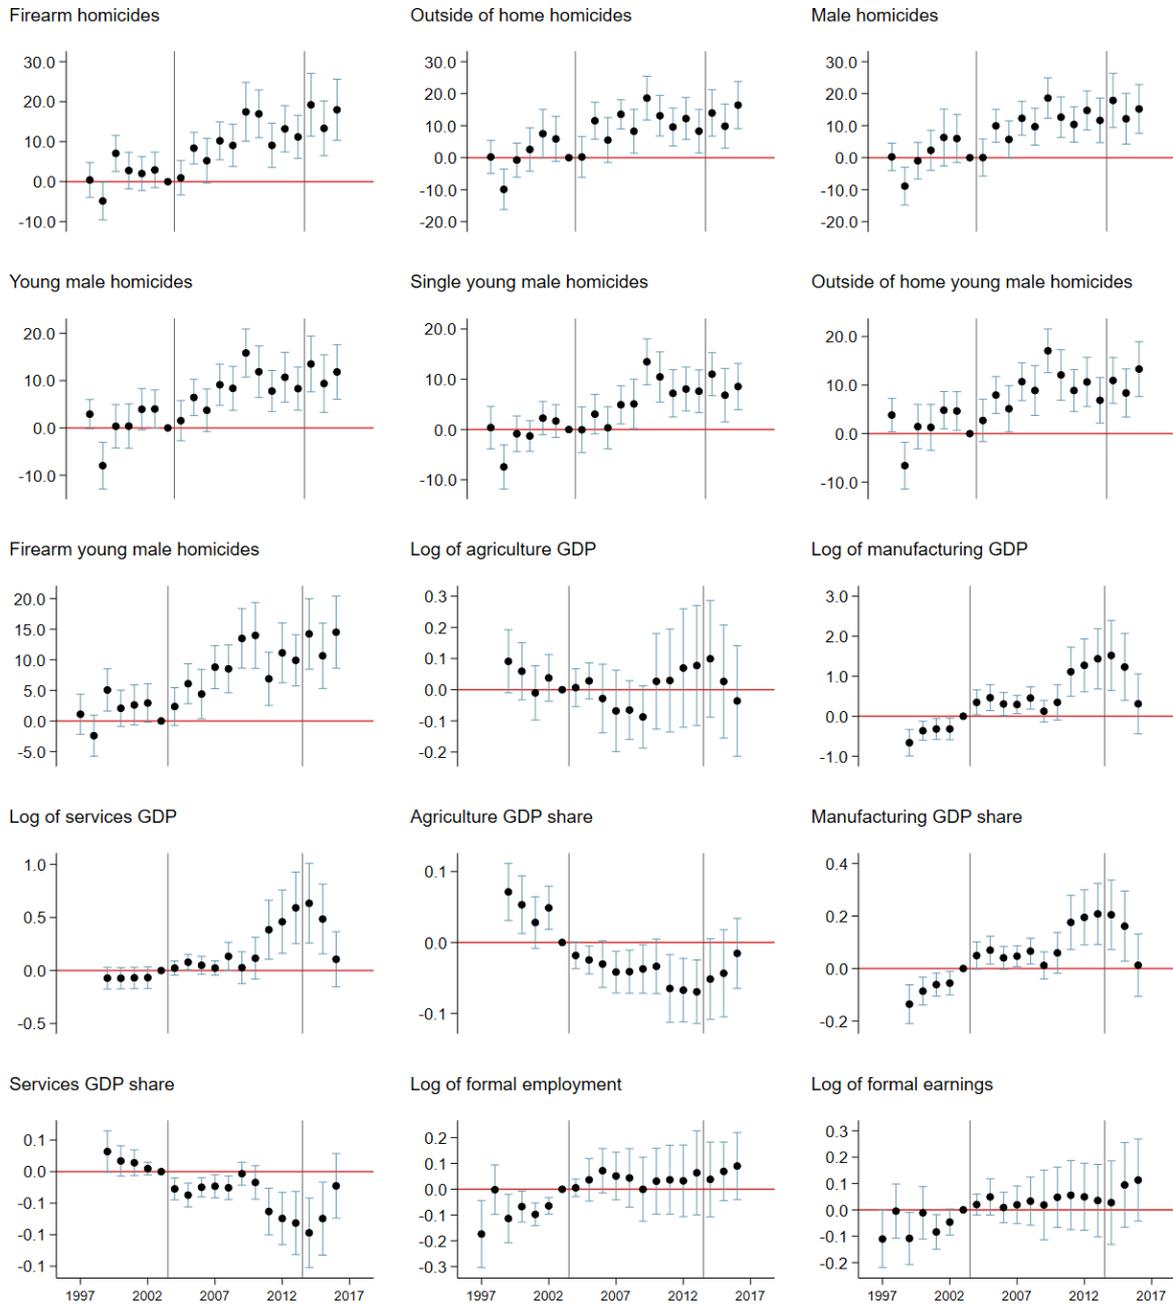 Firearm homicides Outside of home homicides Male homicides
30.0 30.0 30.0
20.0 20.0 20.0
10.0 10.0 10.0
0.0 0.0 0.0
-10.0 -10.0 -10.0
-20.0 -20.0
Young male homicides Single young male homicides Outside of home young male homicides
20.0 20.0 20.0
10.0 10.0 10.0
0.0 0.0 0.0
-10.0 -10.0 -10.0
Firearm young male homicides Log of agriculture GDP Log of manufacturing GDP
20.0 0.3 3.0
15.0 0.2 2.0
10.0 0.1 1.0
5.0 0.0 0.0
0.0 -0.1 -1.0
-5.0 -0.2
Log of services GDP Agriculture GDP share Manufacturing GDP share
1.0 0.1 0.4
0.5 0.0 0.2
0.0 -0.1 0.0
-0.5 -0.2
Services GDP share Log of formal employment Log of formal earnings
0.1 0.2 0.3
0.0 0.1 0.2
-0.1 0.0 0.1
-0.1 -0.1 0.0
-0.1 -0.2 -0.1
-0.3 -0.2
1997 2002 2007 2012 2017 1997 2002 2007 2012 2017 1997 2002 2007 2012 2017